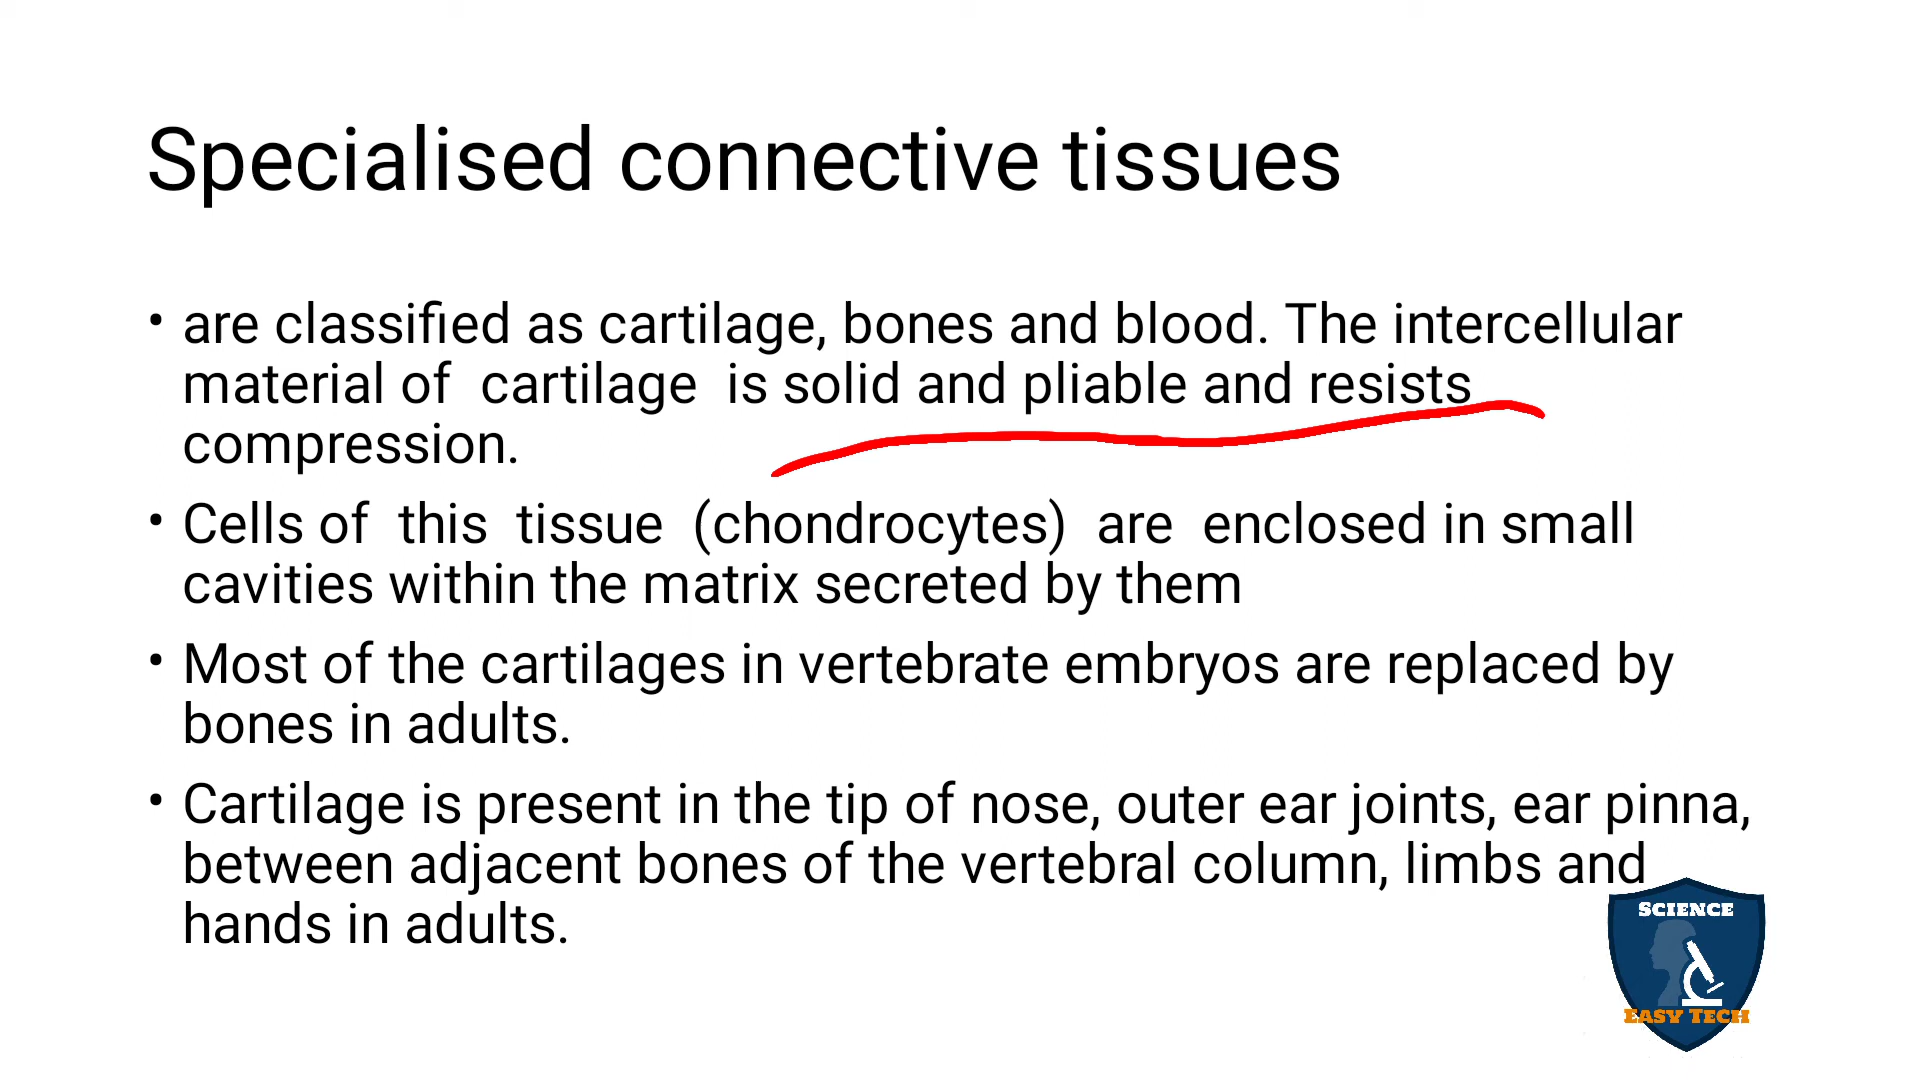 Specialised connective tissues
• are classified as cartilage, bones and blood. The intercellular
material of cartilage is solid and pliable and resists
compression.
• Cells of this tissue (chondrocytes) are enclosed in small
cavities within the matrix secreted by them
• Most of the cartilages in vertebrate embryos are replaced by
bones in adults.
• Cartilage is present in the tip of nose, outer ear joints, ear pinna,
between adjacent bones of the vertebral column, limbs and
hands in adults.
SCIENCE
EASY TECH